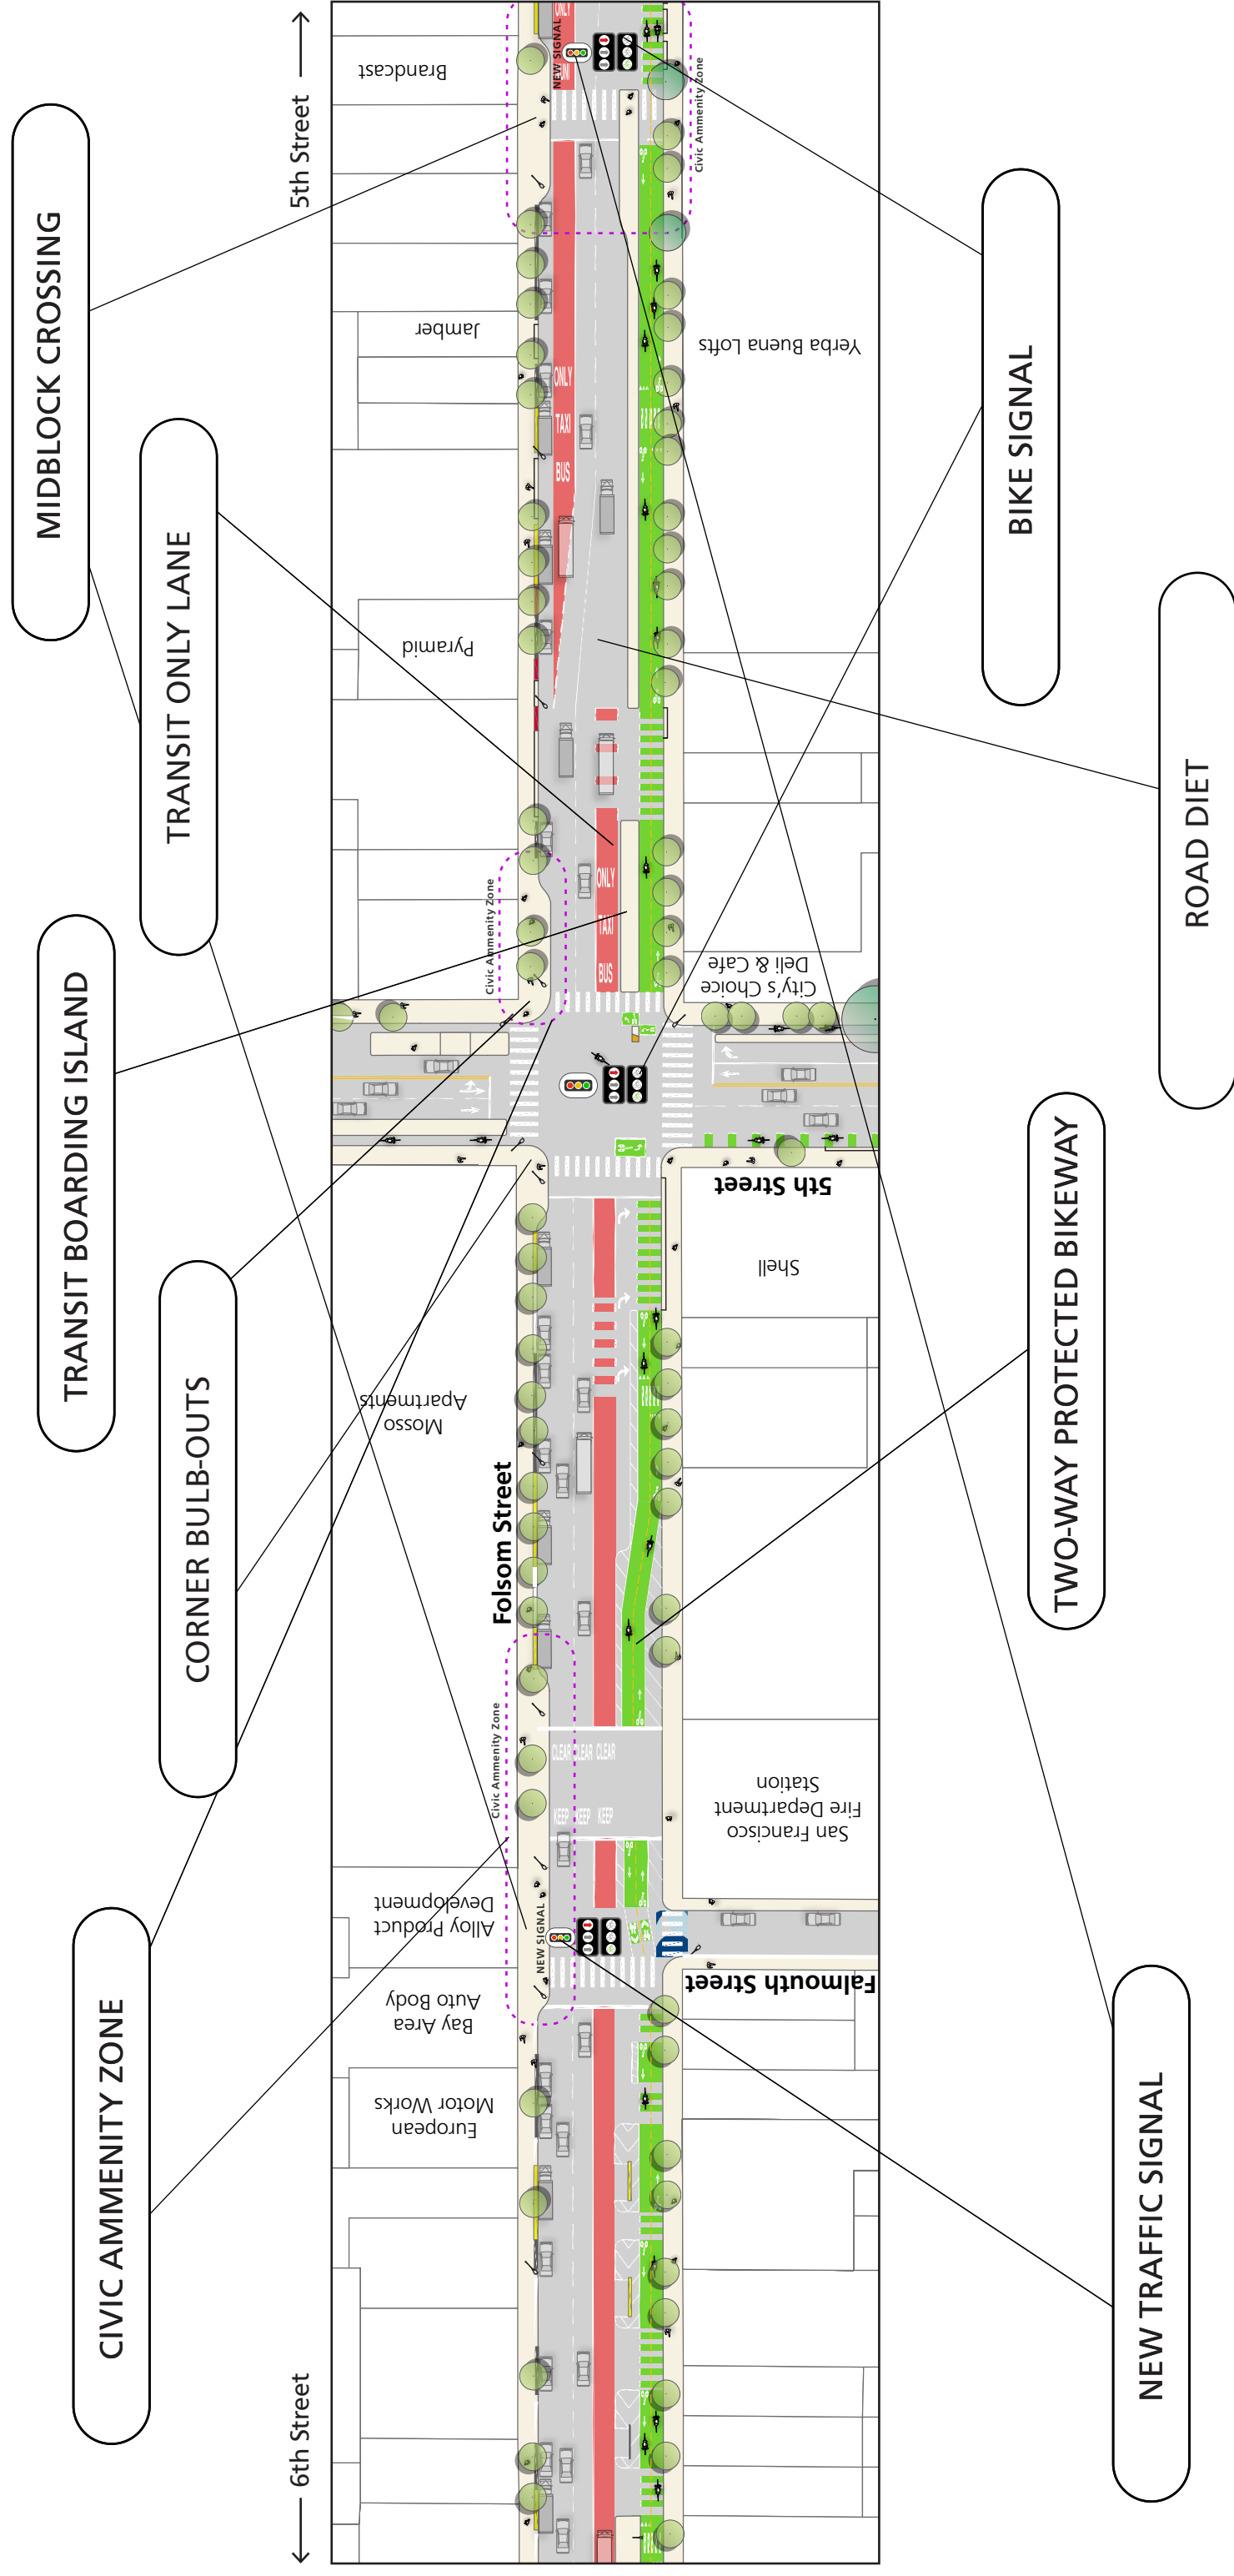 MIDBLOCK CROSSING
TRANSIT ONLY LANE
TRANSIT BOARDING ISLAND
CORNER BULB-OUTS
CIVIC AMMENITY ZONE
BIKE SIGNAL
ROAD DIET
TWO-WAY PROTECTED BIKEWAY
NEW TRAFFIC SIGNAL
5th Street
6th Street
Folsom Street
5th Street
Falmouth Street
Brandcast
Jamber
Pyramid
Mosso
Apartments
Alloy Product
Development
Bay Area
Auto Body
European
Motor Works
Yerba Buena Lofts
City's Choice
Deli & Cafe
Shell
San Francisco
Fire Department
Station
Civic Ammenity Zone
Civic Ammenity Zone
Civic Ammenity Zone
NEW SIGNAL
NEW SIGNAL
ONLY
ONLY
TAXI
BUS
ONLY
TAXI
BUS
CLEAR CLEAR CLEAR
KEEP KEEP KEEP